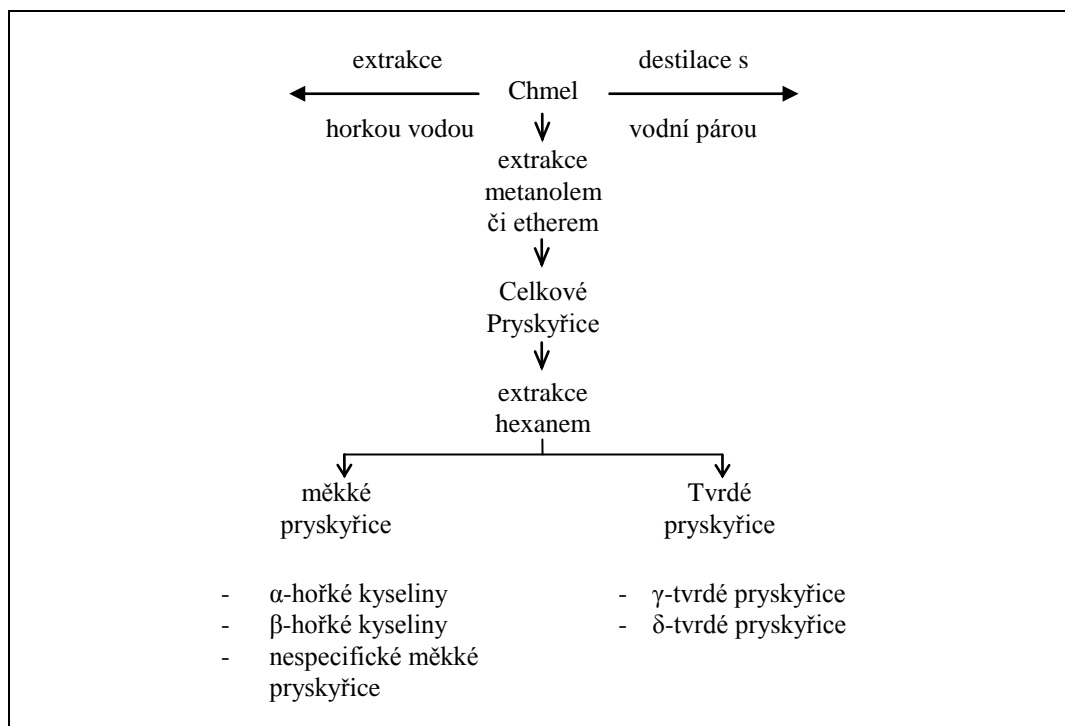 extrakce
destilace s
Chmel
horkou vodou
vodní párou
extrakce
metanolem
či etherem
Celkové
Pryskyřice
extrakce
hexanem
měkké
pryskyřice
Tvrdé
pryskyřice
- α-hořké kyseliny
- β-hořké kyseliny
- nespecifické měkké
pryskyřice
- γ-tvrdé pryskyřice
- δ-tvrdé pryskyřice